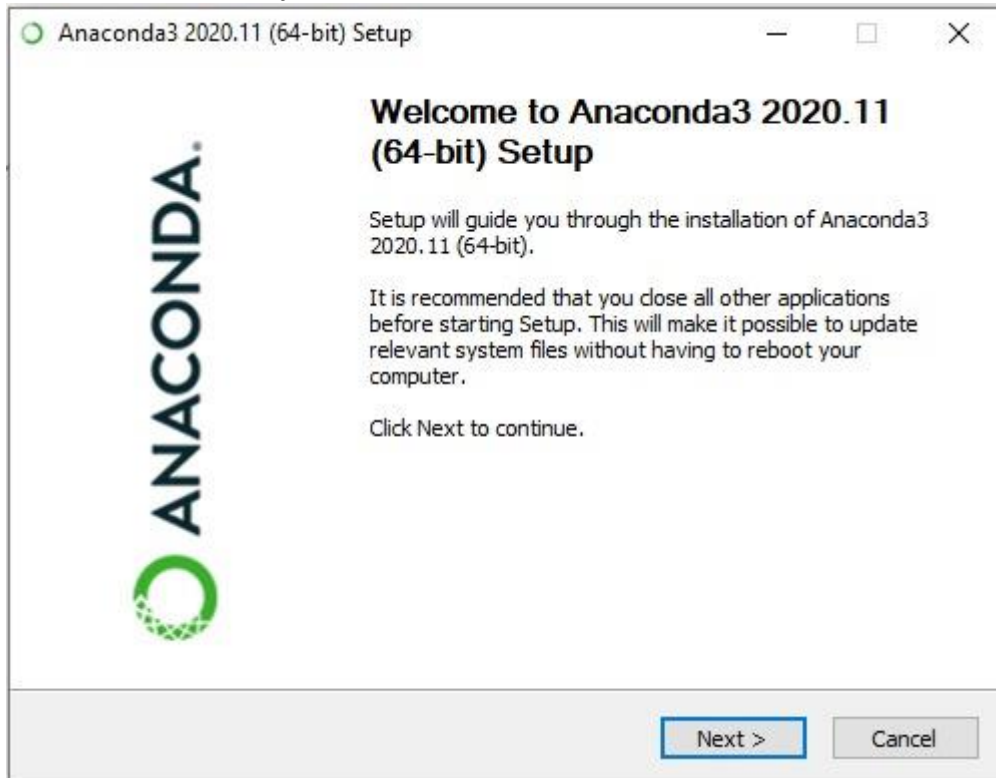 Anaconda3 2020.11 (64-bit) Setup
Welcome to Anaconda3 2020.11
(64-bit) Setup
Setup will guide you through the installation of Anaconda3
2020.11 (64-bit).
It is recommended that you close all other applications
before starting Setup. This will make it possible to update
relevant system files without having to reboot your
computer.
Click Next to continue.
ANACONDA.
Next >
Cancel